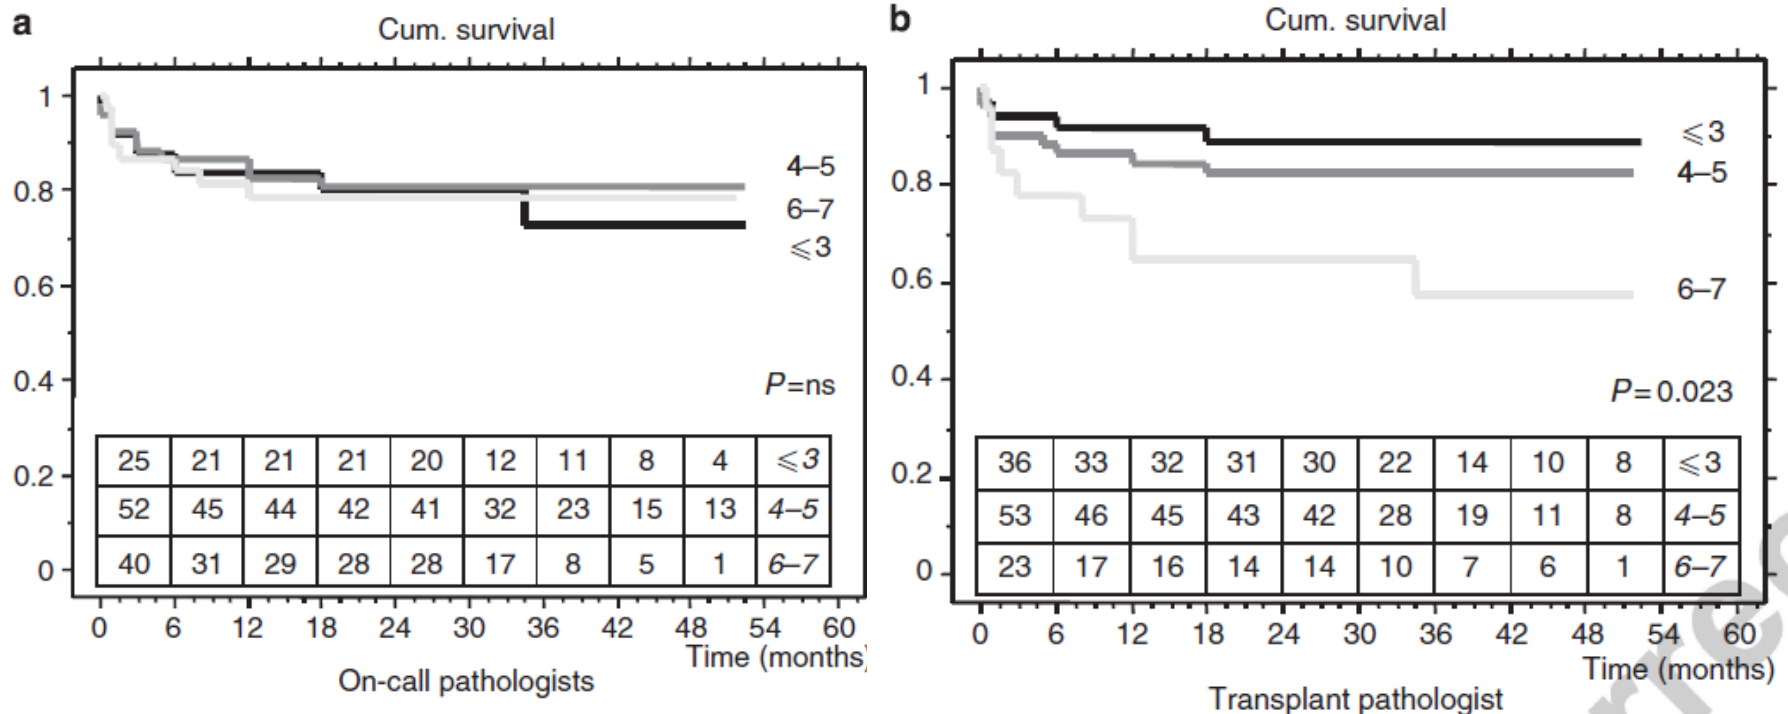 a
Cum. survival
1
0.8
0.6
0.4
0.2
0
4–5
6–7
⩽3
P=ns
25 21 21 21 20 12 11 8 4 ⩽3
52 45 44 42 41 32 23 15 13 4–5
40 31 29 28 28 17 8 5 1 6–7
0 6 12 18 24 30 36 42 48 54 60
Time (months)
On-call pathologists
b
Cum. survival
1
0.8
0.6
0.4
0.2
0
⩽3
4–5
6–7
P=0.023
36 33 32 31 30 22 14 10 8 ⩽3
53 46 45 43 42 28 19 11 8 4–5
23 17 16 14 14 10 7 6 1 6–7
0 6 12 18 24 30 36 42 48 54 60
Time (months)
Transplant pathologist